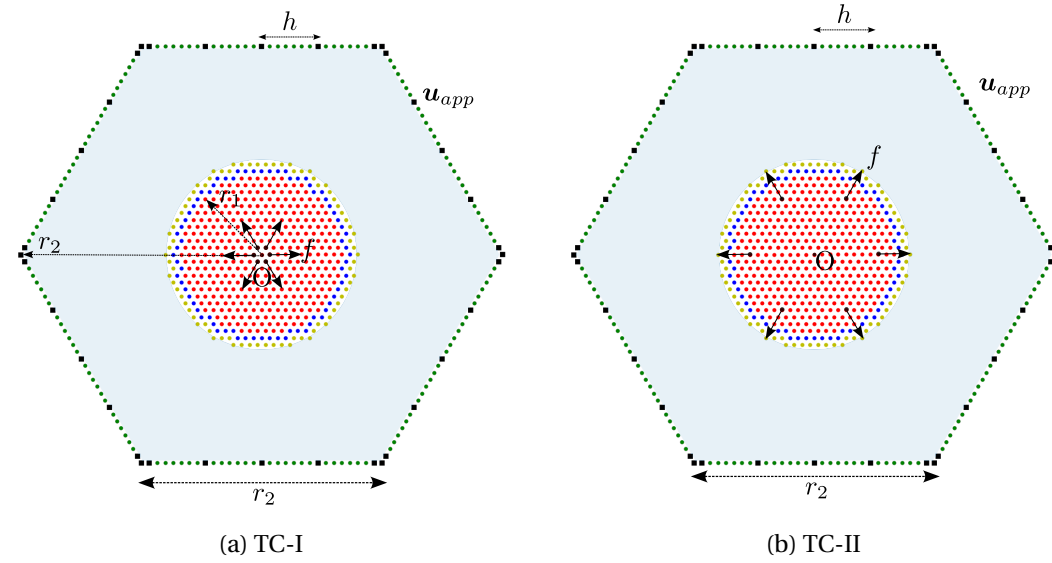 h
u_app
r_1
f
r_2
O
r_2
(a) TC-I
h
u_app
f
O
r_2
(b) TC-II